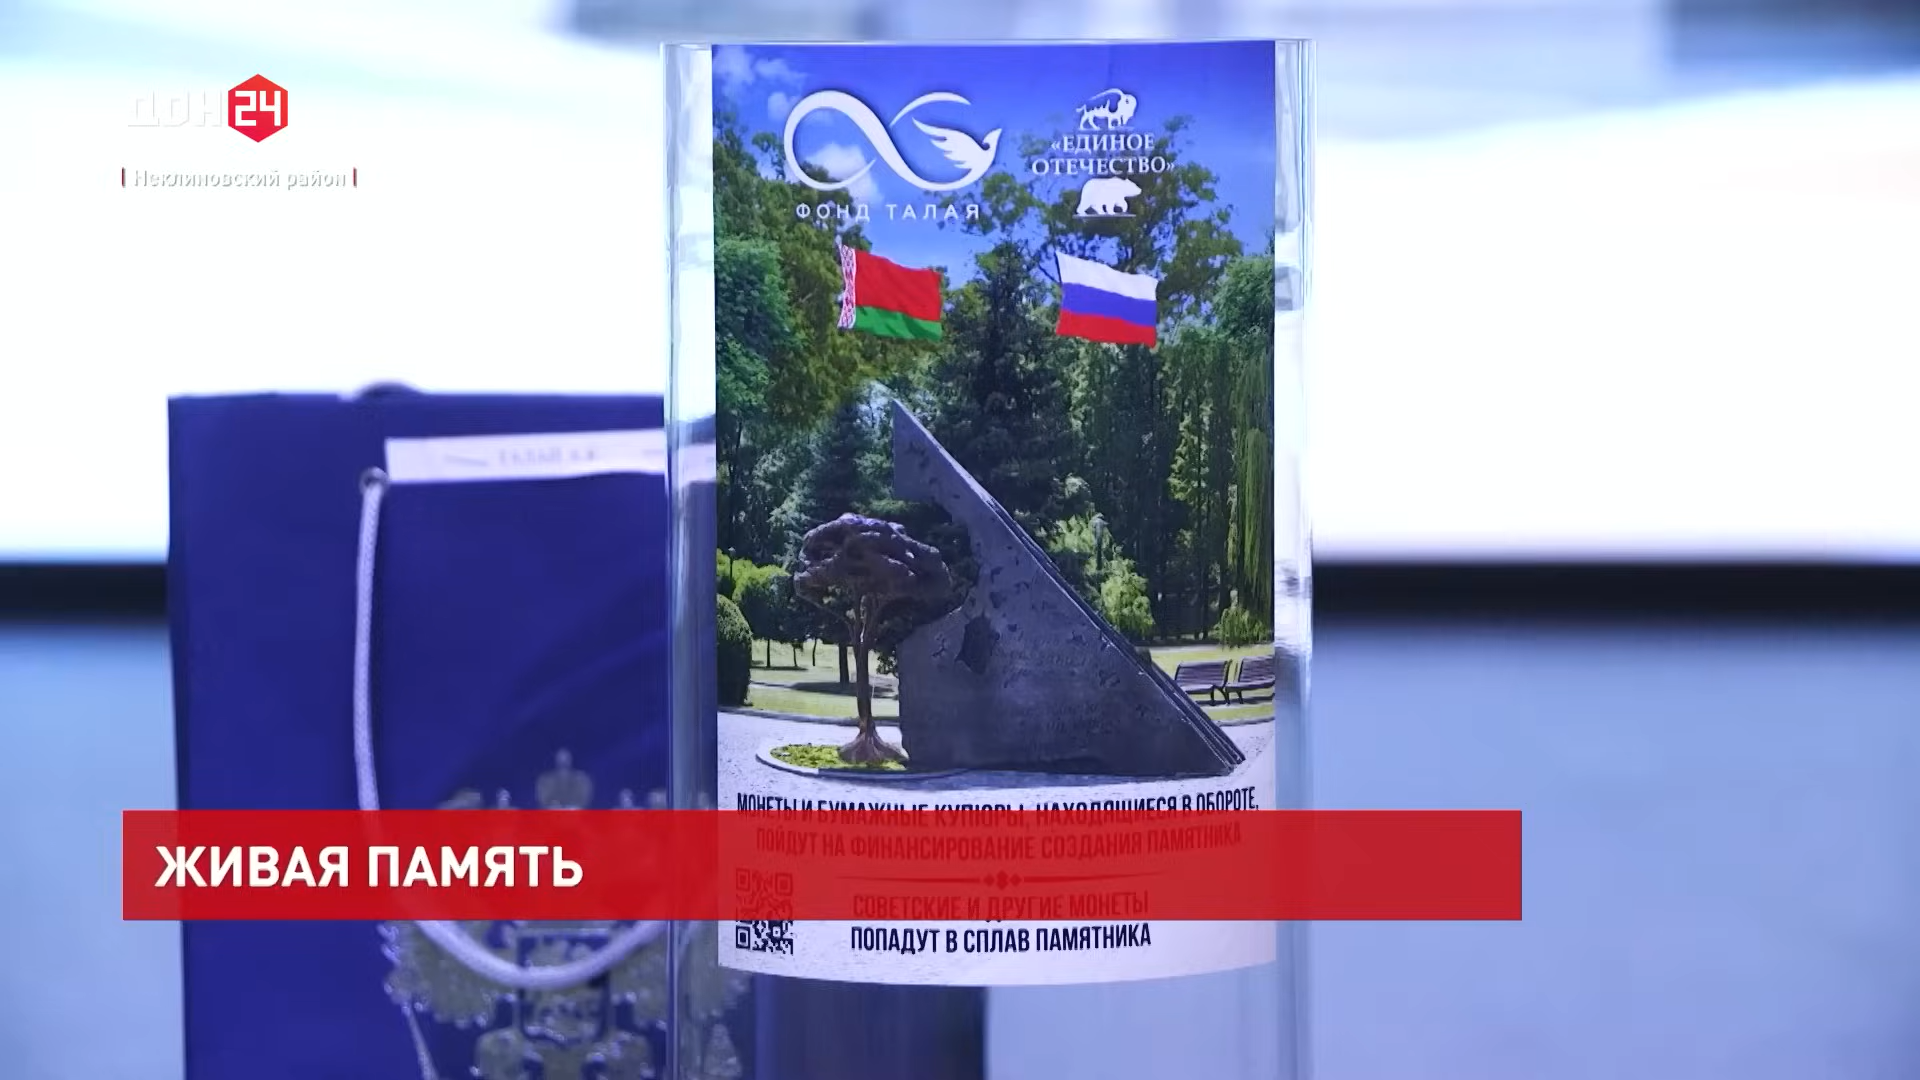 ДОН 24
Неклиновский район
«ЕДИНОЕ
ОТЕЧЕСТВО»
ФОНД ТАЛАЯ
МОНЕТЫ И БУМАЖНЫЕ КУПЮРЫ, НАХОДЯЩИЕСЯ В ОБОРОТЕ,
ПОЙДУТ НА ФИНАНСИРОВАНИЕ СОЗДАНИЯ ПАМЯТНИКА
ЖИВАЯ ПАМЯТЬ
СОВЕТСКИЕ И ДРУГИЕ МОНЕТЫ
ПОПАДУТ В СПЛАВ ПАМЯТНИКА